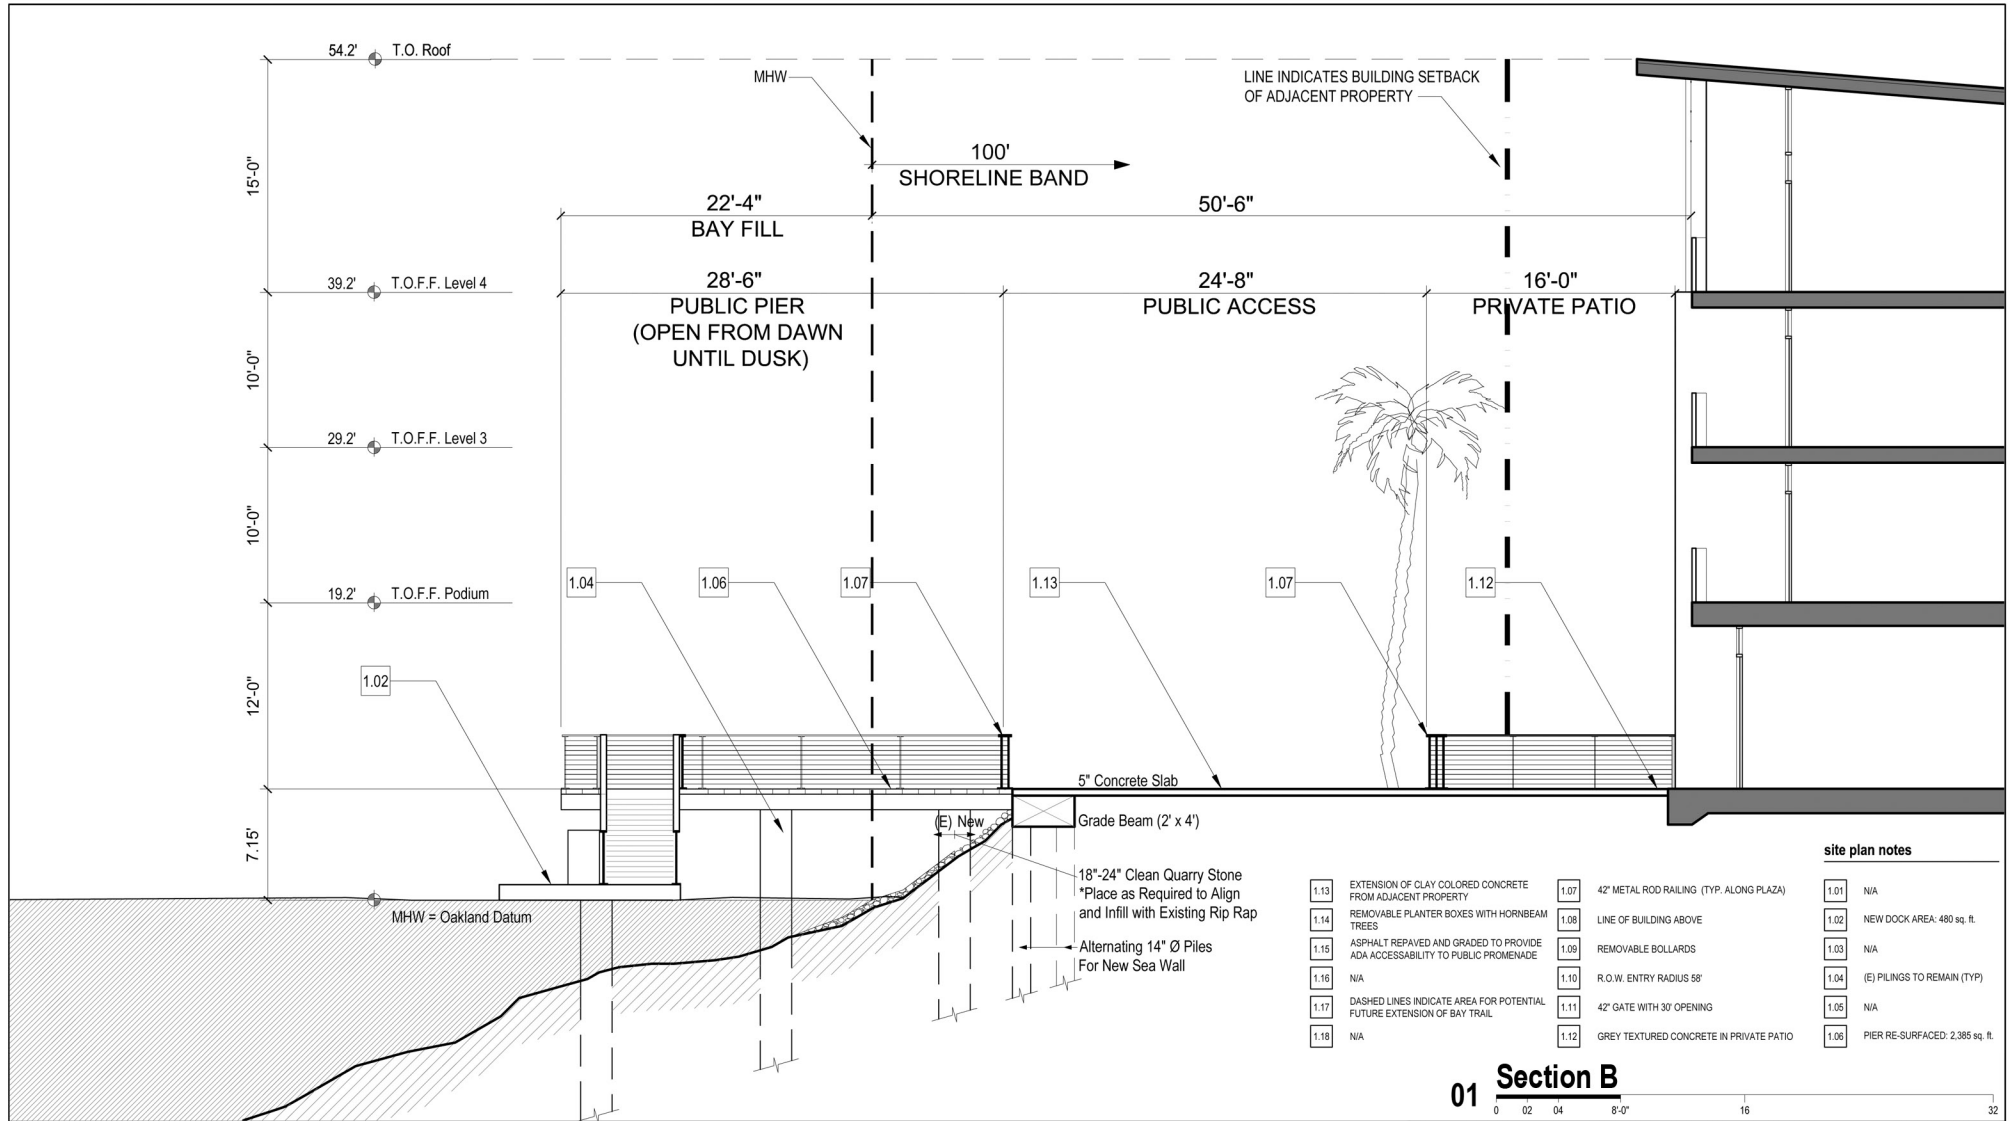 54.2' T.O. Roof
MHW
LINE INDICATES BUILDING SETBACK
OF ADJACENT PROPERTY
15'-0"
100'
SHORELINE BAND
22'-4"
BAY FILL
50'-6"
39.2' T.O.F.F. Level 4
28'-6"
PUBLIC PIER
(OPEN FROM DAWN
UNTIL DUSK)
24'-8"
PUBLIC ACCESS
16'-0"
PRIVATE PATIO
10'-0"
29.2' T.O.F.F. Level 3
10'-0"
1.04
1.06
1.07
1.13
1.07
1.12
19.2' T.O.F.F. Podium
1.02
12'-0"
5" Concrete Slab
(E) New
Grade Beam (2' x 4')
7.15'
18"-24" Clean Quarry Stone
*Place as Required to Align
and Infill with Existing Rip Rap
MHW = Oakland Datum
Alternating 14" Ø Piles
For New Sea Wall
site plan notes
1.13 EXTENSION OF CLAY COLORED CONCRETE
FROM ADJACENT PROPERTY
1.14 REMOVABLE PLANTER BOXES WITH HORNBEAM
TREES
1.15 ASPHALT REPAVED AND GRADED TO PROVIDE
ADA ACCESSABILITY TO PUBLIC PROMENADE
1.16 N/A
1.17 DASHED LINES INDICATE AREA FOR POTENTIAL
FUTURE EXTENSION OF BAY TRAIL
1.18 N/A
1.07 42" METAL ROD RAILING (TYP. ALONG PLAZA)
1.08 LINE OF BUILDING ABOVE
1.09 REMOVABLE BOLLARDS
1.10 R.O.W. ENTRY RADIUS 58'
1.11 42" GATE WITH 30' OPENING
1.12 GREY TEXTURED CONCRETE IN PRIVATE PATIO
1.01 N/A
1.02 NEW DOCK AREA: 480 sq. ft.
1.03 N/A
1.04 (E) PILINGS TO REMAIN (TYP)
1.05 N/A
1.06 PIER RE-SURFACED: 2,385 sq. ft.
01 Section B
0 02 04 8'-0" 16 32